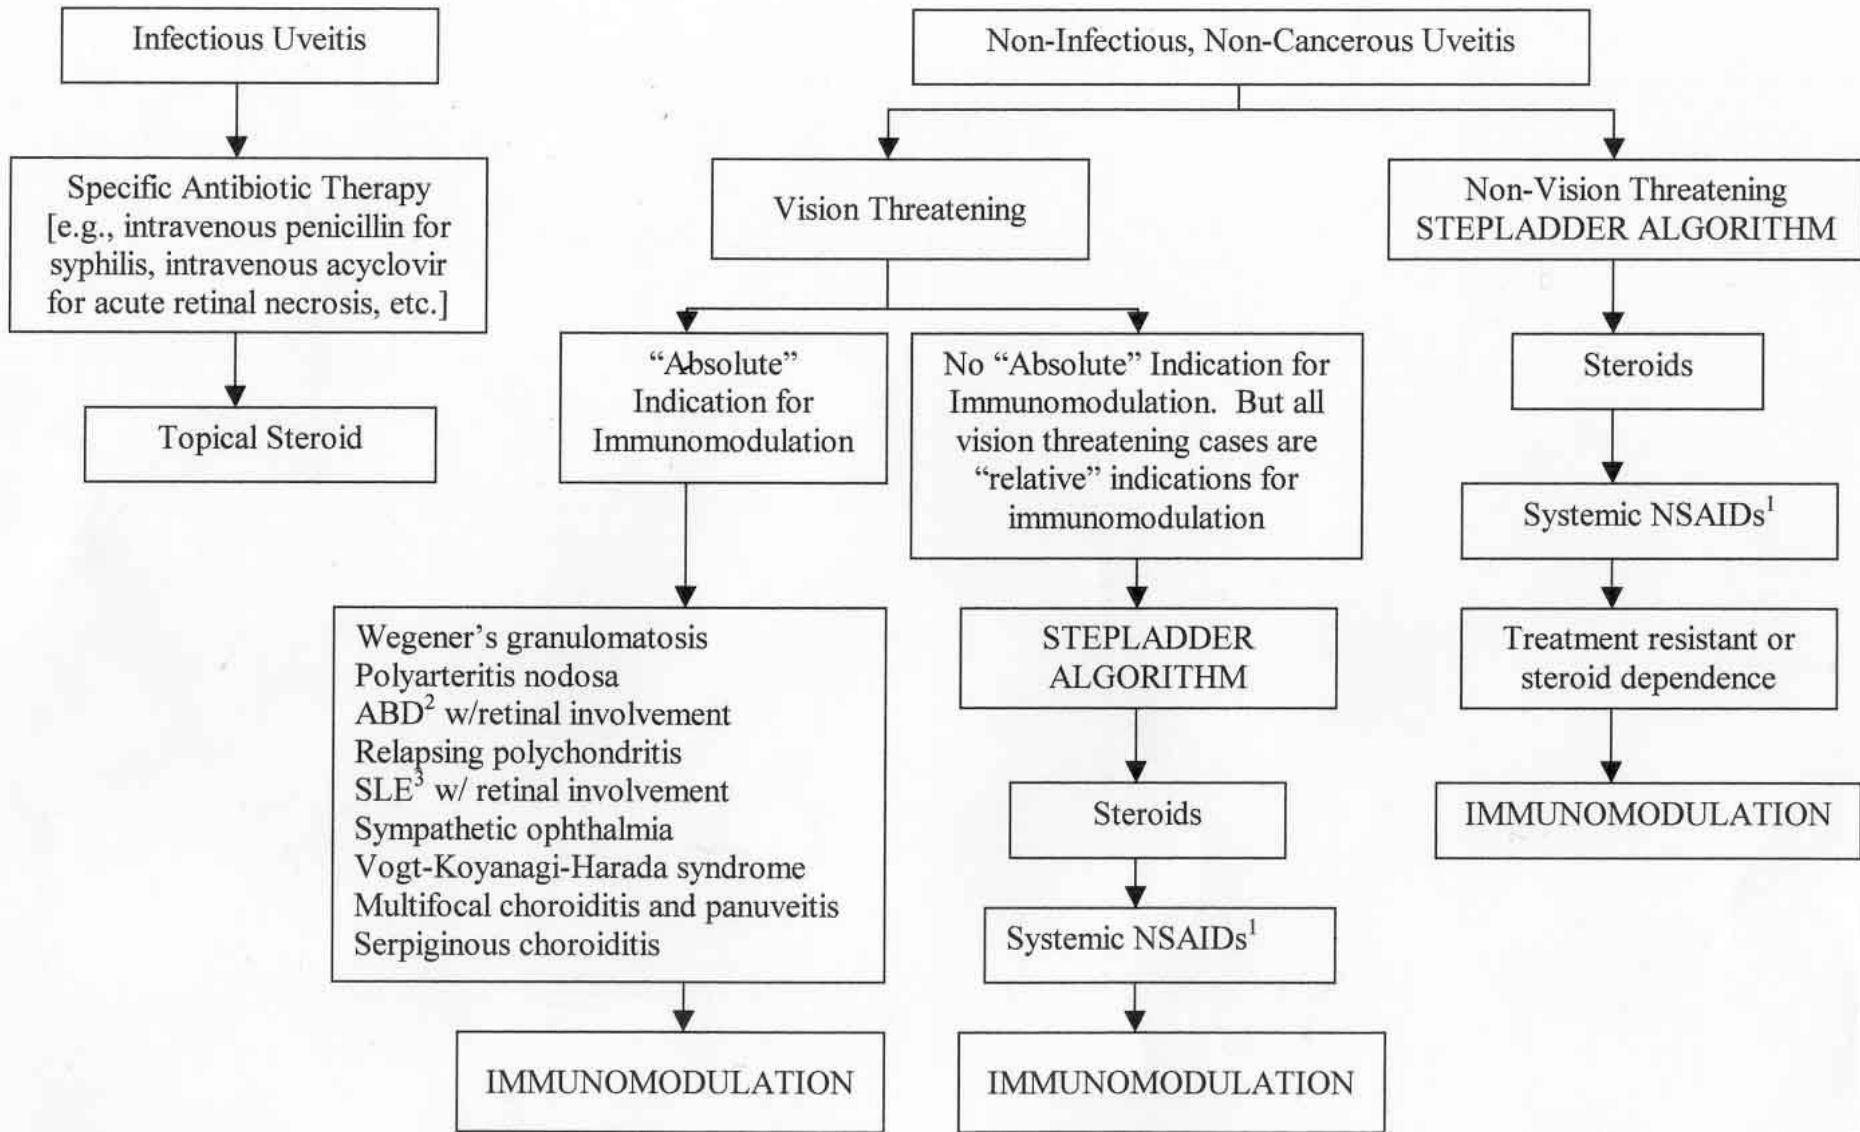 Infectious Uveitis
Specific Antibiotic Therapy
[e.g., intravenous penicillin for
syphilis, intravenous acyclovir
for acute retinal necrosis, etc.]
Topical Steroid
Non-Infectious, Non-Cancerous Uveitis
Vision Threatening
“Absolute”
Indication for
Immunomodulation
Wegener’s granulomatosis
Polyarteritis nodosa
ABD² w/retinal involvement
Relapsing polychondritis
SLE³ w/ retinal involvement
Sympathetic ophthalmia
Vogt-Koyanagi-Harada syndrome
Multifocal choroiditis and panuveitis
Serpiginous choroiditis
IMMUNOMODULATION
No “Absolute” Indication for
Immunomodulation. But all
vision threatening cases are
“relative” indications for
immunomodulation
STEPLADDER
ALGORITHM
Steroids
Systemic NSAIDs¹
IMMUNOMODULATION
Non-Vision Threatening
STEPLADDER ALGORITHM
Steroids
Systemic NSAIDs¹
Treatment resistant or
steroid dependence
IMMUNOMODULATION